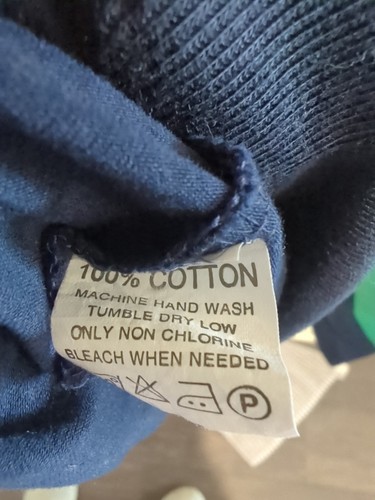 100% COTTON
MACHINE HAND WASH
TUMBLE DRY LOW
ONLY NON CHLORINE
BLEACH WHEN NEEDED
P